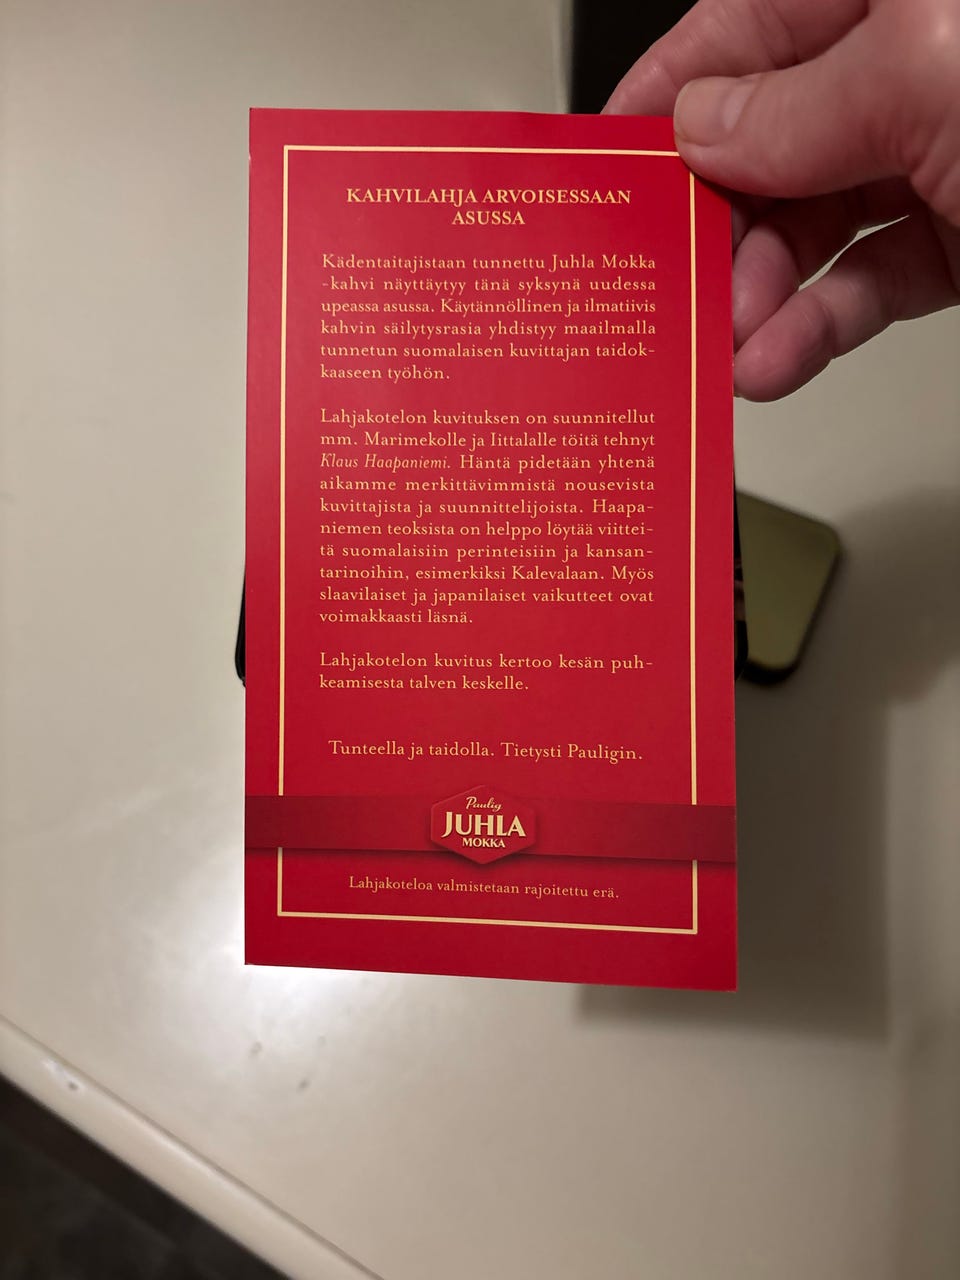 KAHVILAHJA ARVOISESSAAN
ASUSSA
Kädentaitajistaan tunnettu Juhla Mokka
-kahvi näyttäytyy tänä syksynä uudessa
upeassa asussa. Käytännöllinen ja ilmatiivis
kahvin säilytysrasia yhdistyy maailmalla
tunnetun suomalaisen kuvittajan taidok-
kaaseen työhön.
Lahjakotelon kuvituksen on suunnitellut
mm. Marimekolle ja Iittalalle töitä tehnyt
Klaus Haapaniemi. Häntä pidetään yhtenä
aikamme merkittävimmistä nousevista
kuvittajista ja suunnittelijoista. Haapa-
niemen teoksista on helppo löytää viittei-
tä suomalaisiin perinteisiin ja kansan-
tarinoihin, esimerkiksi Kalevalaan. Myös
slaavilaiset ja japanilaiset vaikutteet ovat
voimakkaasti läsnä.
Lahjakotelon kuvitus kertoo kesän puh-
keamisesta talven keskelle.
Tunteella ja taidolla. Tietysti Pauligin.
Paulig
JUHLA
MOKKA
Lahjakoteloa valmistetaan rajoitettu erä.